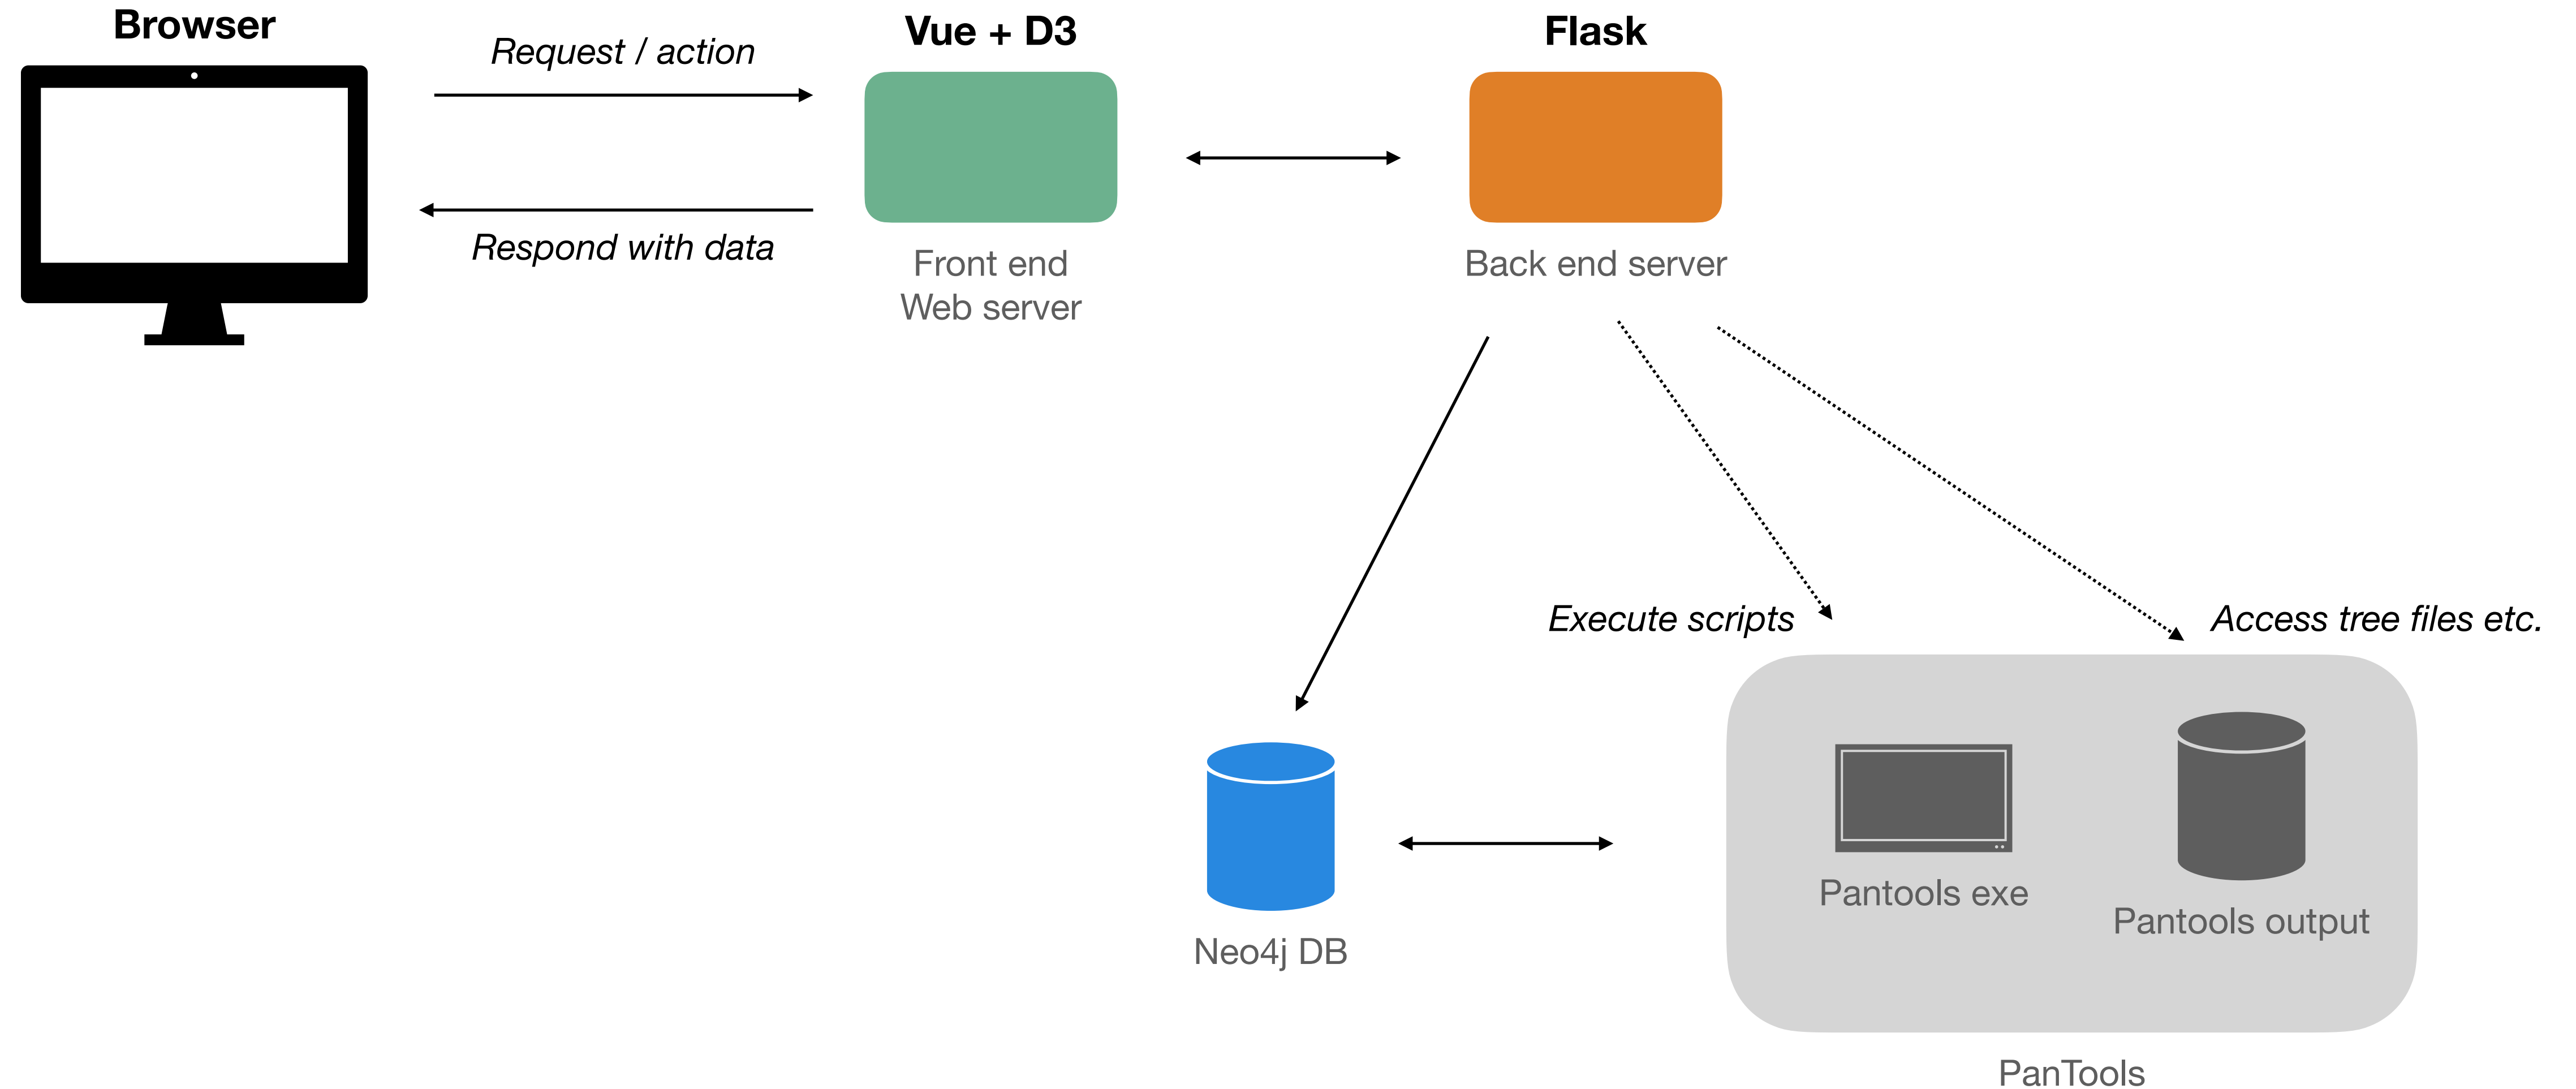 Browser
Request / action
Respond with data
Vue + D3
Front end
Web server
Flask
Back end server
Execute scripts
Access tree files etc.
Neo4j DB
Pantools exe
Pantools output
PanTools